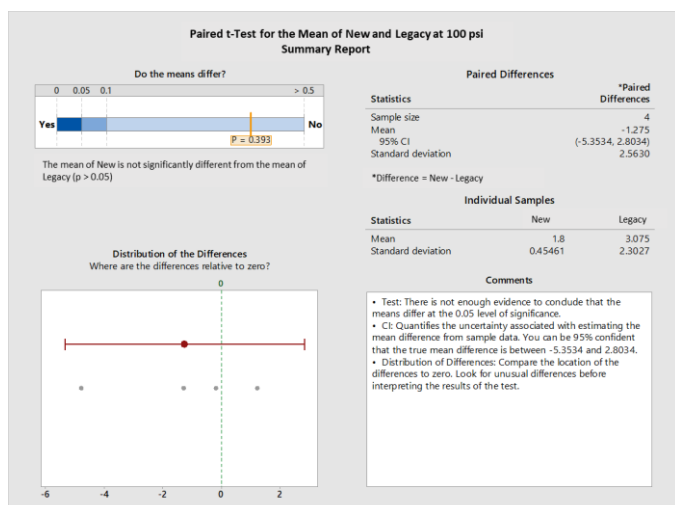 Paired t-Test for the Mean of New and Legacy at 100 psi
Summary Report
Do the means differ?
0 0.05 0.1 > 0.5
Yes No
P = 0.393
The mean of New is not significantly different from the mean of
Legacy (p > 0.05)
Paired Differences
*Paired
Statistics Differences
Sample size 4
Mean -1.275
95% CI (-5.3534, 2.8034)
Standard deviation 2.5630
*Difference = New - Legacy
Individual Samples
Statistics New Legacy
Mean 1.8 3.075
Standard deviation 0.45461 2.3027
Distribution of the Differences
Where are the differences relative to zero?
0
-6 -4 -2 0 2
Comments
• Test: There is not enough evidence to conclude that the
means differ at the 0.05 level of significance.
• CI: Quantifies the uncertainty associated with estimating the
mean difference from sample data. You can be 95% confident
that the true mean difference is between -5.3534 and 2.8034.
• Distribution of Differences: Compare the location of the
differences to zero. Look for unusual differences before
interpreting the results of the test.